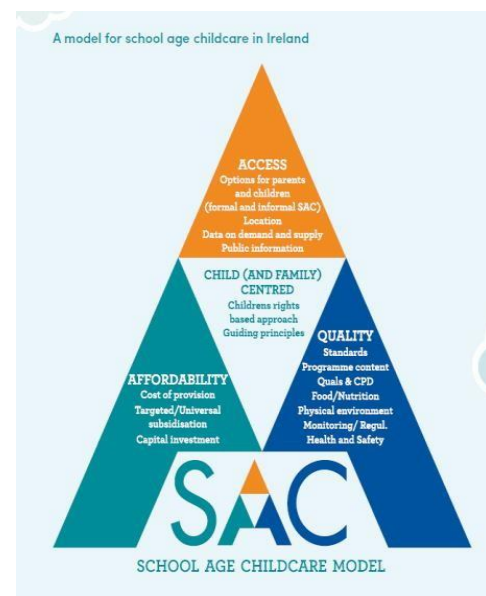 A model for school age childcare in Ireland
ACCESS
Options for parents
and children
(formal and informal SAC)
Location
Data on demand and supply
Public information
CHILD (AND FAMILY)
CENTRED
Childrens rights
based approach
Guiding principles
AFFORDABILITY
Cost of provision
Targeted/Universal
subsidisation
Capital investment
QUALITY
Standards
Programme content
Quals & CPD
Food/Nutrition
Physical environment
Monitoring/ Regul.
Health and Safety
SAC
SCHOOL AGE CHILDCARE MODEL